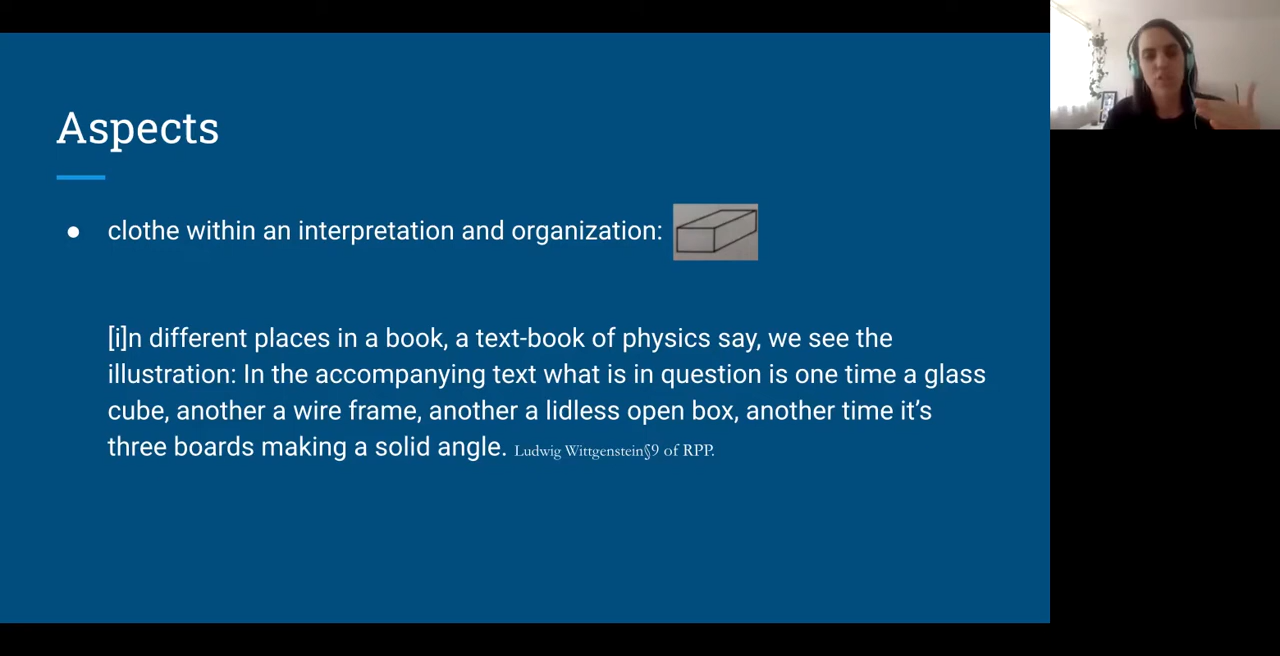 Aspects
● clothe within an interpretation and organization:
[i]n different places in a book, a text-book of physics say, we see the
illustration: In the accompanying text what is in question is one time a glass
cube, another a wire frame, another a lidless open box, another time it’s
three boards making a solid angle. Ludwig Wittgenstein§9 of RPP.